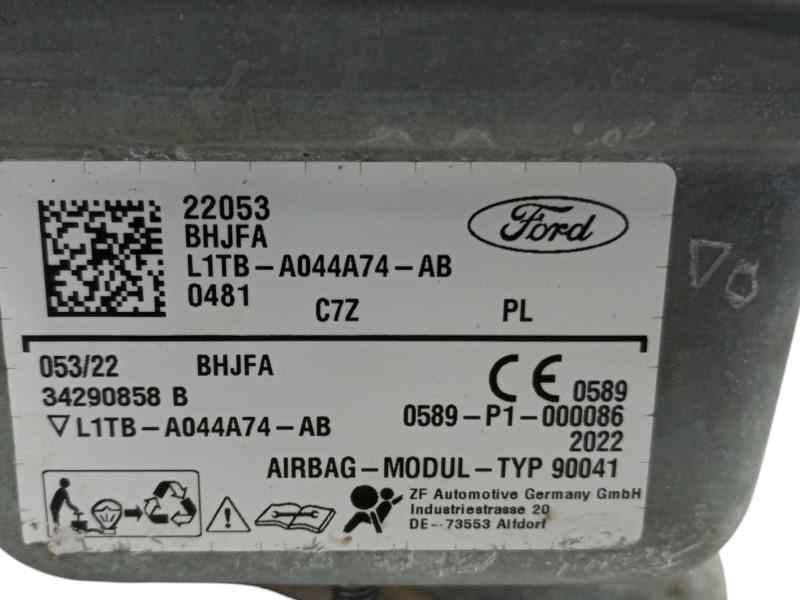 22053
BHJFA
L1TB-A044A74-AB
0481 C7Z PL
Ford
053/22 BHJFA
34290858 B
▽L1TB-A044A74-AB
CE 0589
0589-P1-000086
2022
AIRBAG-MODUL-TYP 90041
ZF Automotive Germany GmbH
Industriestrasse 20
DE-73553 Alfdorf